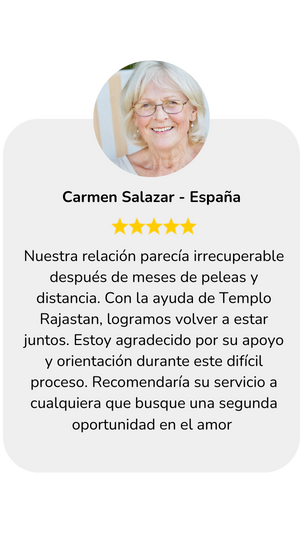 Carmen Salazar - España
Nuestra relación parecía irrecuperable
después de meses de peleas y
distancia. Con la ayuda de Templo
Rajastan, logramos volver a estar
juntos. Estoy agradecido por su apoyo
y orientación durante este difícil
proceso. Recomendaría su servicio a
cualquiera que busque una segunda
oportunidad en el amor